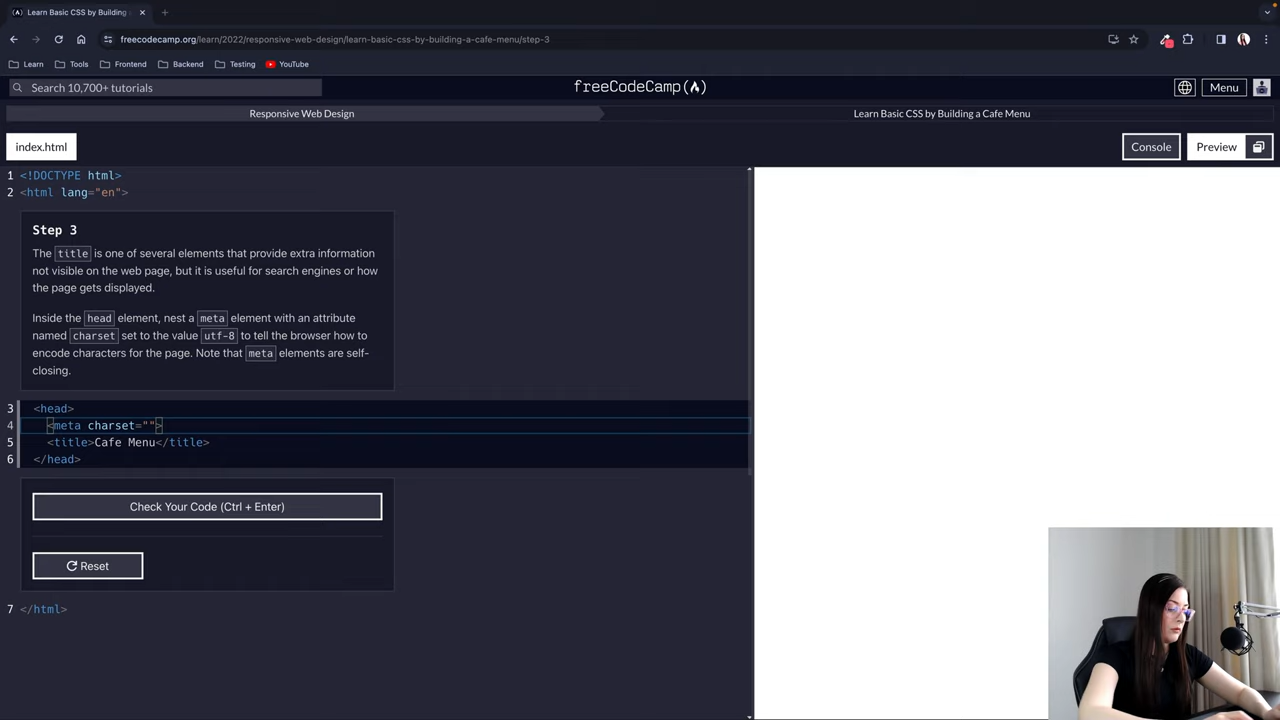 Learn Basic CSS by Building
freecodecamp.org/learn/2022/responsive-web-design/learn-basic-css-by-building-a-cafe-menu/step-3
Learn Tools Frontend Backend Testing YouTube
Search 10,700+ tutorials
freeCodeCamp(A)
Menu
Responsive Web Design
Learn Basic CSS by Building a Cafe Menu
index.html
Console
Preview
1 <!DOCTYPE html>
2 <html lang="en">
Step 3
The title is one of several elements that provide extra information
not visible on the web page, but it is useful for search engines or how
the page gets displayed.
Inside the head element, nest a meta element with an attribute
named charset set to the value utf-8 to tell the browser how to
encode characters for the page. Note that meta elements are self-
closing.
3 <head>
4 <meta charset="">
5 <title>Cafe Menu</title>
6 </head>
Check Your Code (Ctrl + Enter)
Reset
7 </html>